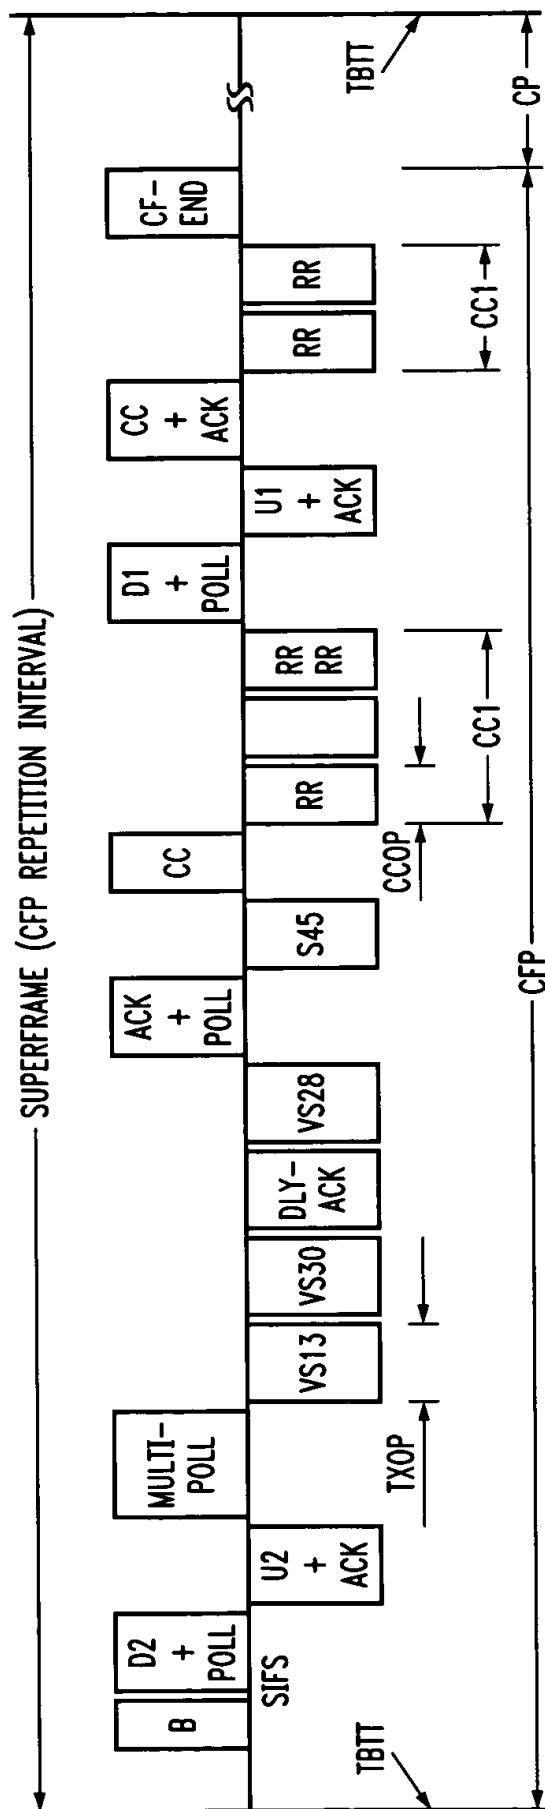 SUPERFRAME (CFP REPETITION INTERVAL)
B
D2
+
POLL
MULTI-
POLL
ACK
+
POLL
CC
D1
+
POLL
CC
+
ACK
CF-
END
SIFS
U2
+
ACK
VS13
VS30
DLY-
ACK
VS28
S45
RR
RR
RR
U1
+
ACK
RR
RR
TBTT
TXOP
CCOP
CC1
CC1
TBTT
CFP
CP